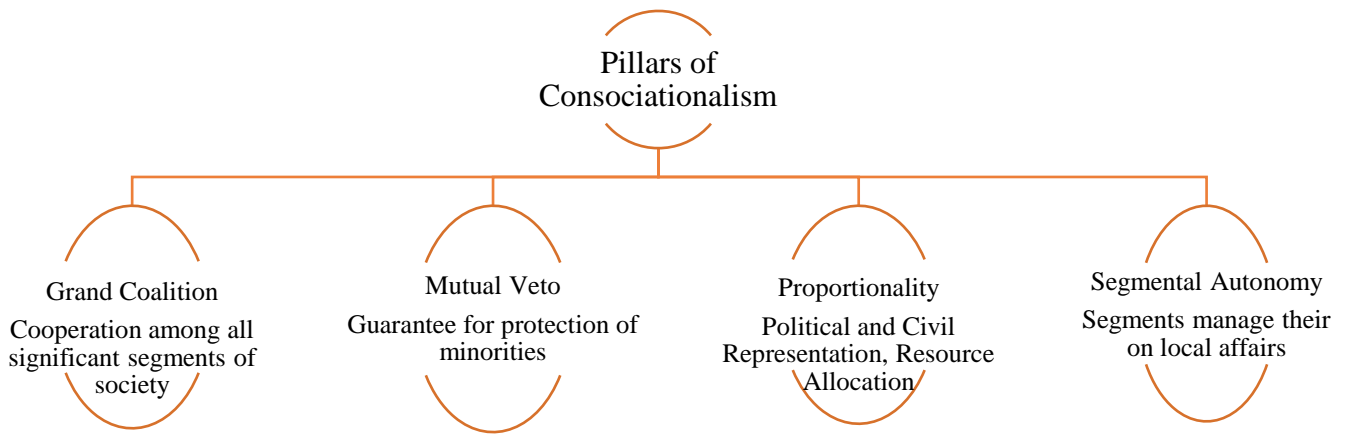 Pillars of
Consociationalism
Grand Coalition
Cooperation among all
significant segments of
society
Mutual Veto
Guarantee for protection of
minorities
Proportionality
Political and Civil
Representation, Resource
Allocation
Segmental Autonomy
Segments manage their
on local affairs